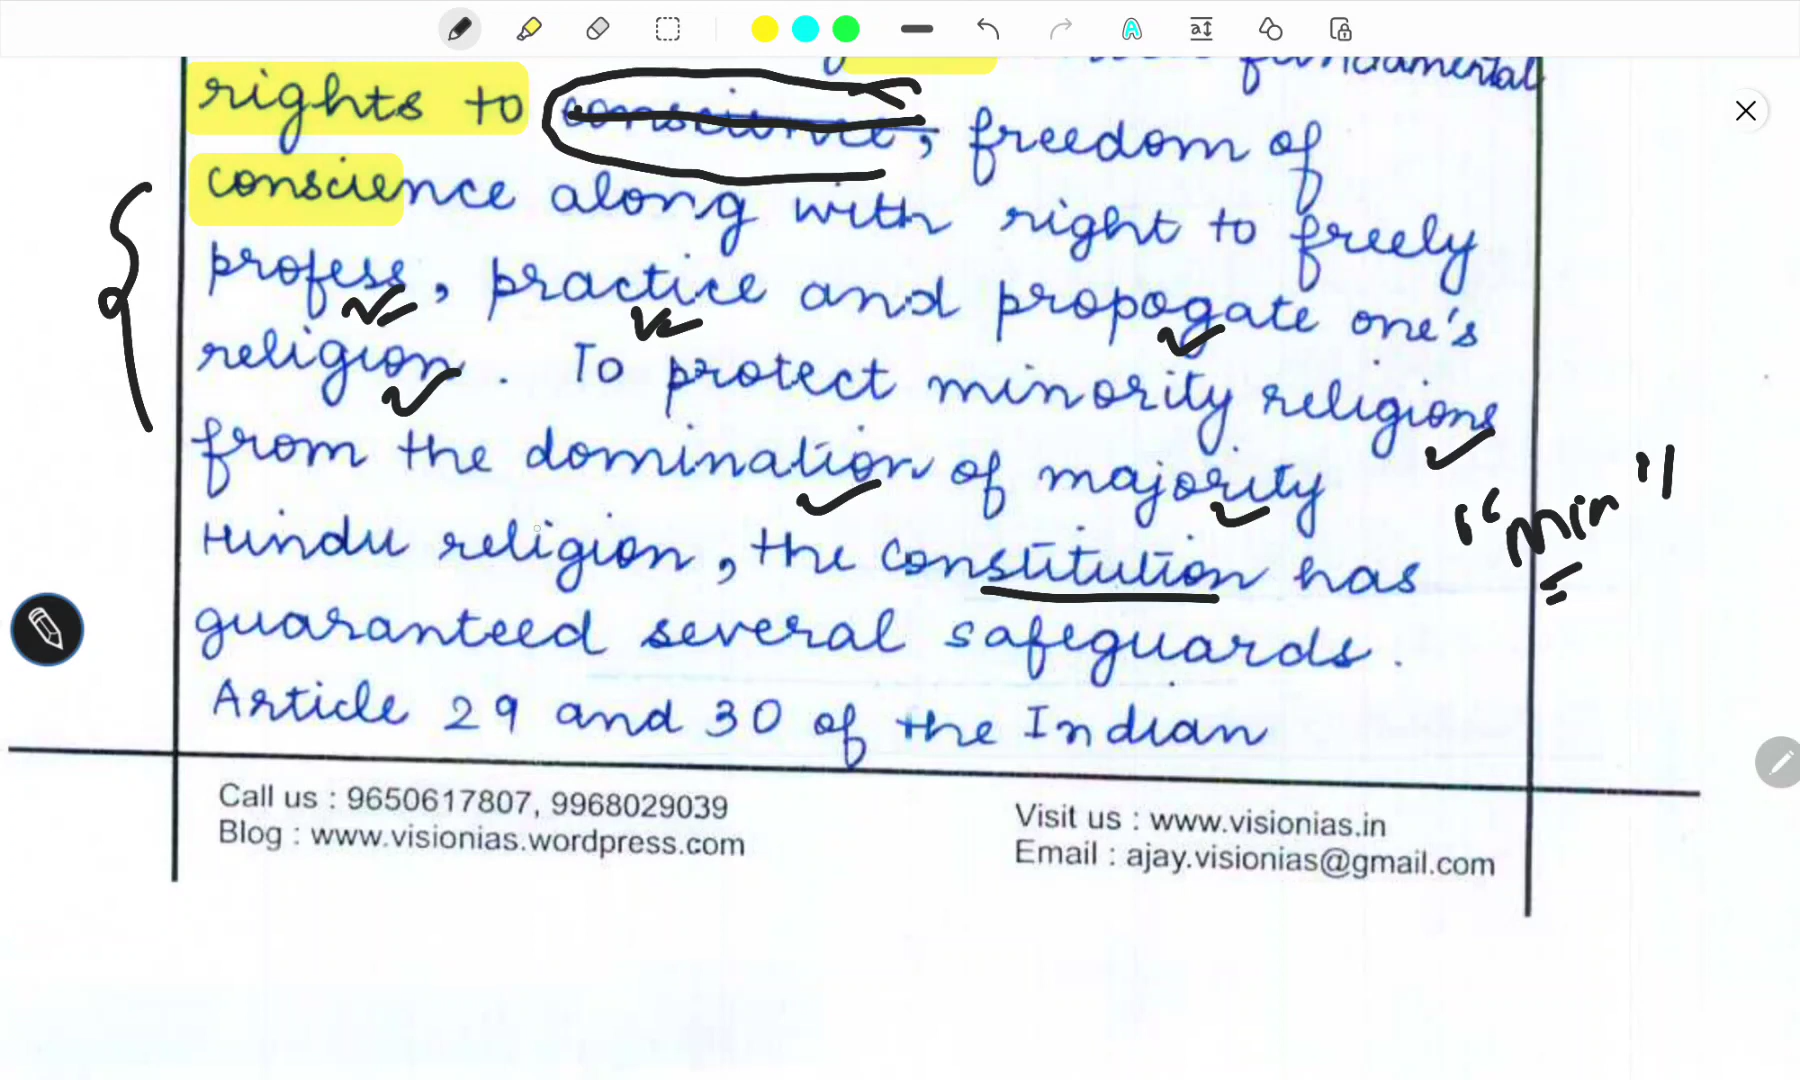 fundamental
rights to conscience, freedom of
conscience along with right to freely
profess, practice and propogate one's
religion. To protect minority religions
from the domination of majority
"min"
Hindu religion, the constitution has
guaranteed several safeguards.
Article 29 and 30 of the Indian
Call us : 9650617807, 9968029039
Blog : www.visionias.wordpress.com
Visit us : www.visionias.in
Email : ajay.visionias@gmail.com